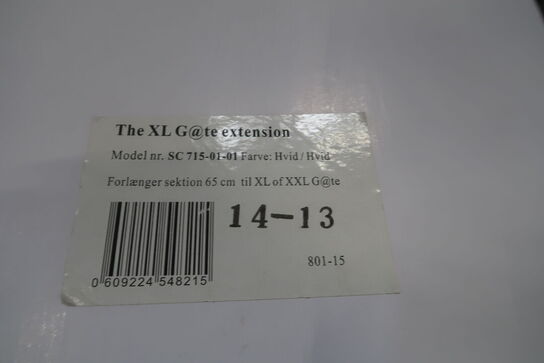 The XL G@te extension
Model nr. SC 715-01-01 Farve: Hvid / Hvid
Forlænger sektion 65 cm til XL of XXL G@te
14-13
801-15
0 609224 548215